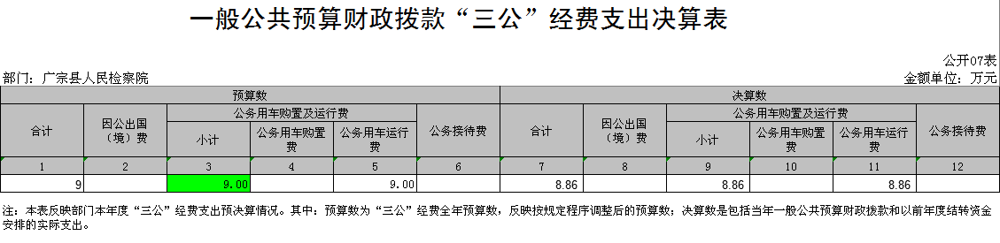 一般公共预算财政拨款“三公”经费支出决算表
公开07表
部门：广宗县人民检察院 金额单位：万元
预算数 决算数
合计 因公出国（境）费 公务用车购置及运行费 公务接待费 合计 因公出国（境）费 公务用车购置及运行费 公务接待费
小计 公务用车购置费 公务用车运行费 小计 公务用车购置费 公务用车运行费
1 2 3 4 5 6 7 8 9 10 11 12
9 9.00 9.00 8.86 8.86 8.86
注：本表反映部门本年度“三公”经费支出预决算情况。其中：预算数为“三公”经费全年预算数，反映按规定程序调整后的预算数；决算数是包括当年一般公共预算财政拨款和以前年度结转资金
安排的实际支出。